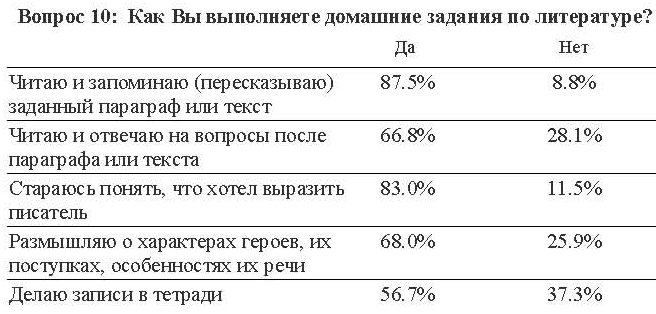 Вопрос 10: Как Вы выполняете домашние задания по литературе?
Да Нет
Читаю и запоминаю (пересказываю) 87.5% 8.8%
заданный параграф или текст
Читаю и отвечаю на вопросы после 66.8% 28.1%
параграфа или текста
Стараюсь понять, что хотел выразить 83.0% 11.5%
писатель
Размышляю о характерах героев, их 68.0% 25.9%
поступках, особенностях их речи
Делаю записи в тетради 56.7% 37.3%